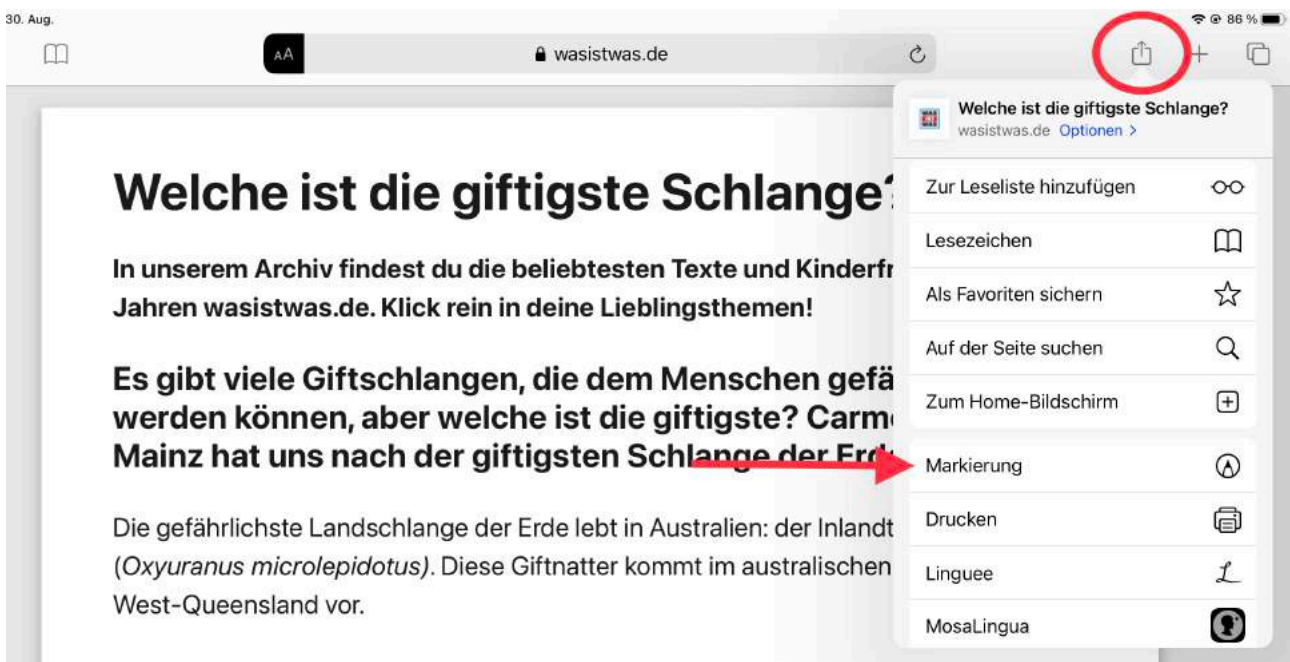 30. Aug.
86 %
AA
wasistwas.de
Welche ist die giftigste Schlange?
wasistwas.de Optionen >
Zur Leseliste hinzufügen
Lesezeichen
Als Favoriten sichern
Auf der Seite suchen
Zum Home-Bildschirm
Markierung
Drucken
Linguee
MosaLingua
Welche ist die giftigste Schlange?
In unserem Archiv findest du die beliebtesten Texte und Kinderfr
Jahren wasistwas.de. Klick rein in deine Lieblingsthemen!
Es gibt viele Giftschlangen, die dem Menschen gefä
werden können, aber welche ist die giftigste? Carm
Mainz hat uns nach der giftigsten Schlange der Erd
Die gefährlichste Landschlange der Erde lebt in Australien: der Inlandt
(Oxyuranus microlepidotus). Diese Giftnatter kommt im australischen
West-Queensland vor.